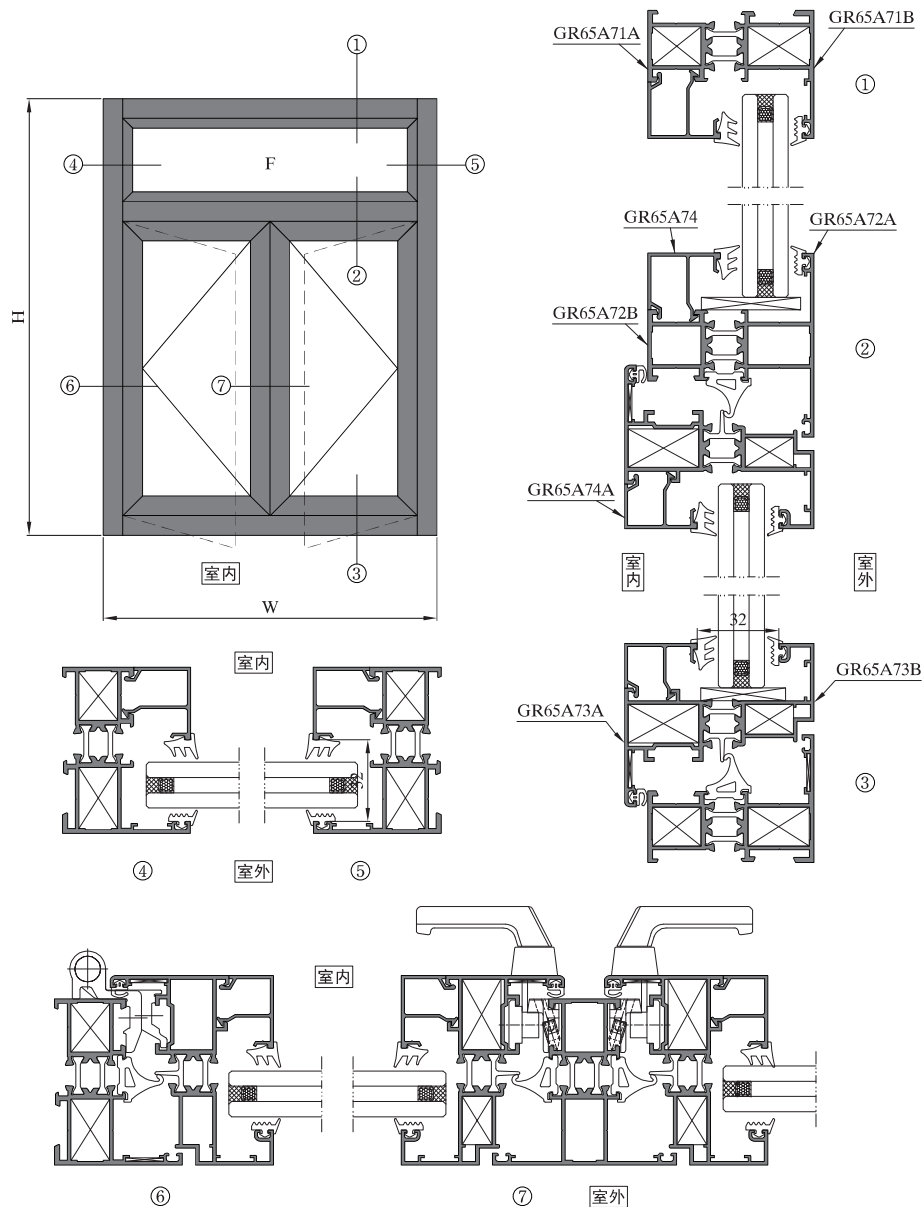 ①
GR65A71A
GR65A71B
①
④
F
⑤
GR65A74
GR65A72A
②
H
GR65A72B
②
⑥
⑦
GR65A74A
室内
③
室内
室外
W
32
室内
GR65A73B
GR65A73A
32
③
④
室外
⑤
室内
⑥
⑦
室外